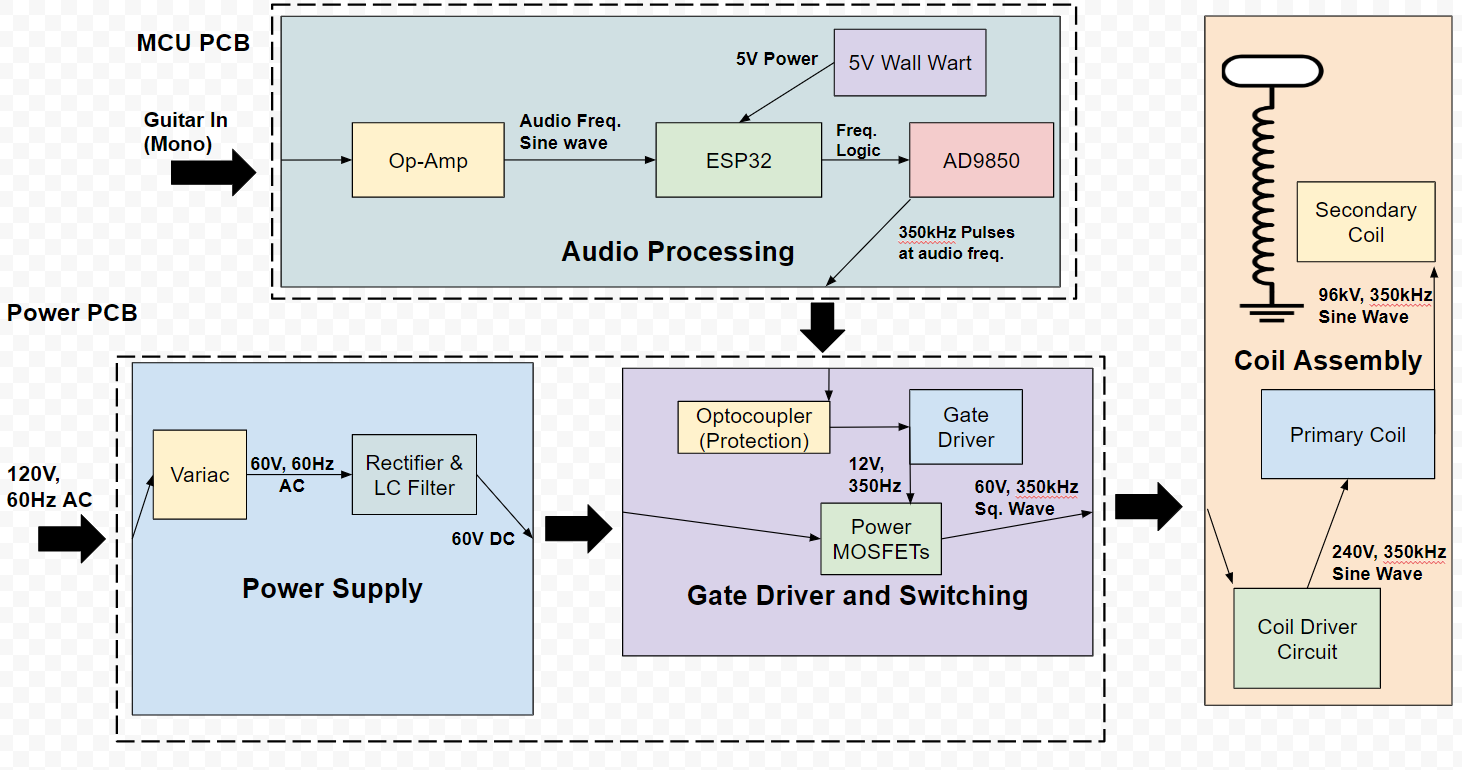 MCU PCB
Guitar In
(Mono)
5V Power
5V Wall Wart
Op-Amp
Audio Freq.
Sine wave
ESP32
Freq.
Logic
AD9850
350kHz Pulses
at audio freq.
Audio Processing
Power PCB
120V,
60Hz AC
Variac
60V, 60Hz
AC
Rectifier &
LC Filter
60V DC
Power Supply
Optocoupler
(Protection)
Gate
Driver
12V,
350Hz
Power
MOSFETs
60V, 350kHz
Sq. Wave
Gate Driver and Switching
Secondary
Coil
96kV, 350kHz
Sine Wave
Coil Assembly
Primary Coil
240V, 350kHz
Sine Wave
Coil Driver
Circuit